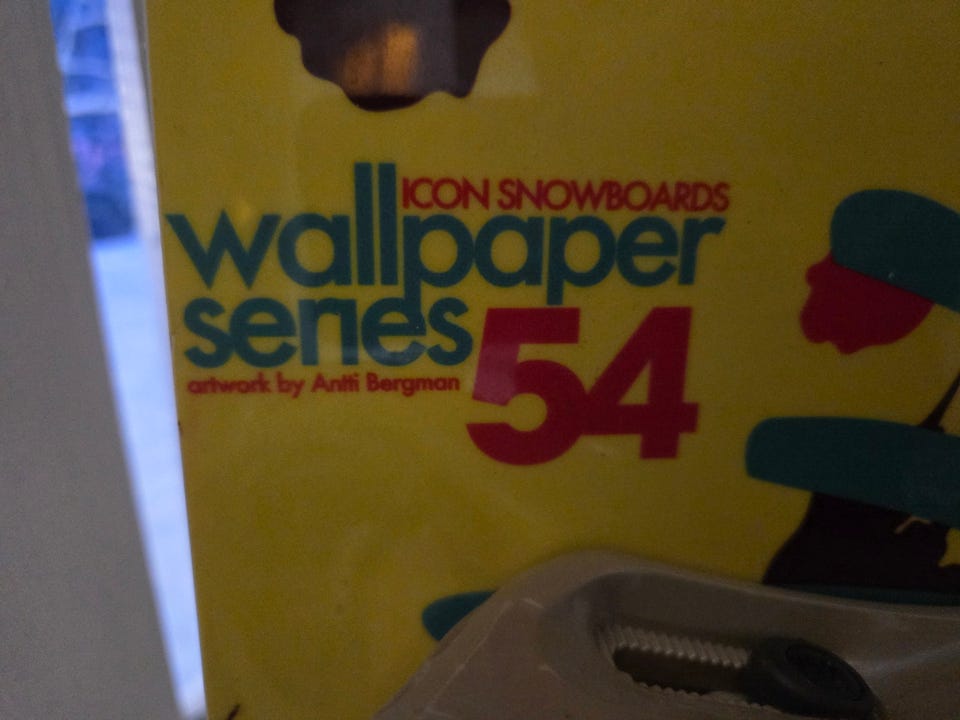 ICON SNOWBOARDS
wallpaper
series 54
artwork by Antti Bergman